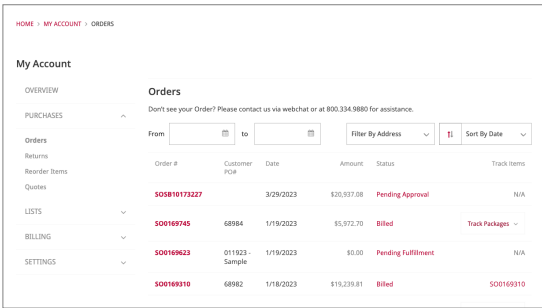 HOME > MY ACCOUNT > ORDERS
My Account
OVERVIEW
PURCHASES
Orders
Returns
Reorder Items
Quotes
LISTS
BILLING
SETTINGS
Orders
Don't see your Order? Please contact us via webchat or at 800.334.9880 for assistance.
From to Filter By Address Sort By Date
Order # Customer PO# Date Amount Status Track Items
SOSB10173227 3/29/2023 $20,937.08 Pending Approval N/A
SO0169745 68984 1/19/2023 $5,972.70 Billed Track Packages
SO0169623 011923 - Sample 1/19/2023 $0.00 Pending Fulfillment N/A
SO0169310 68982 1/18/2023 $19,239.81 Billed SO0169310